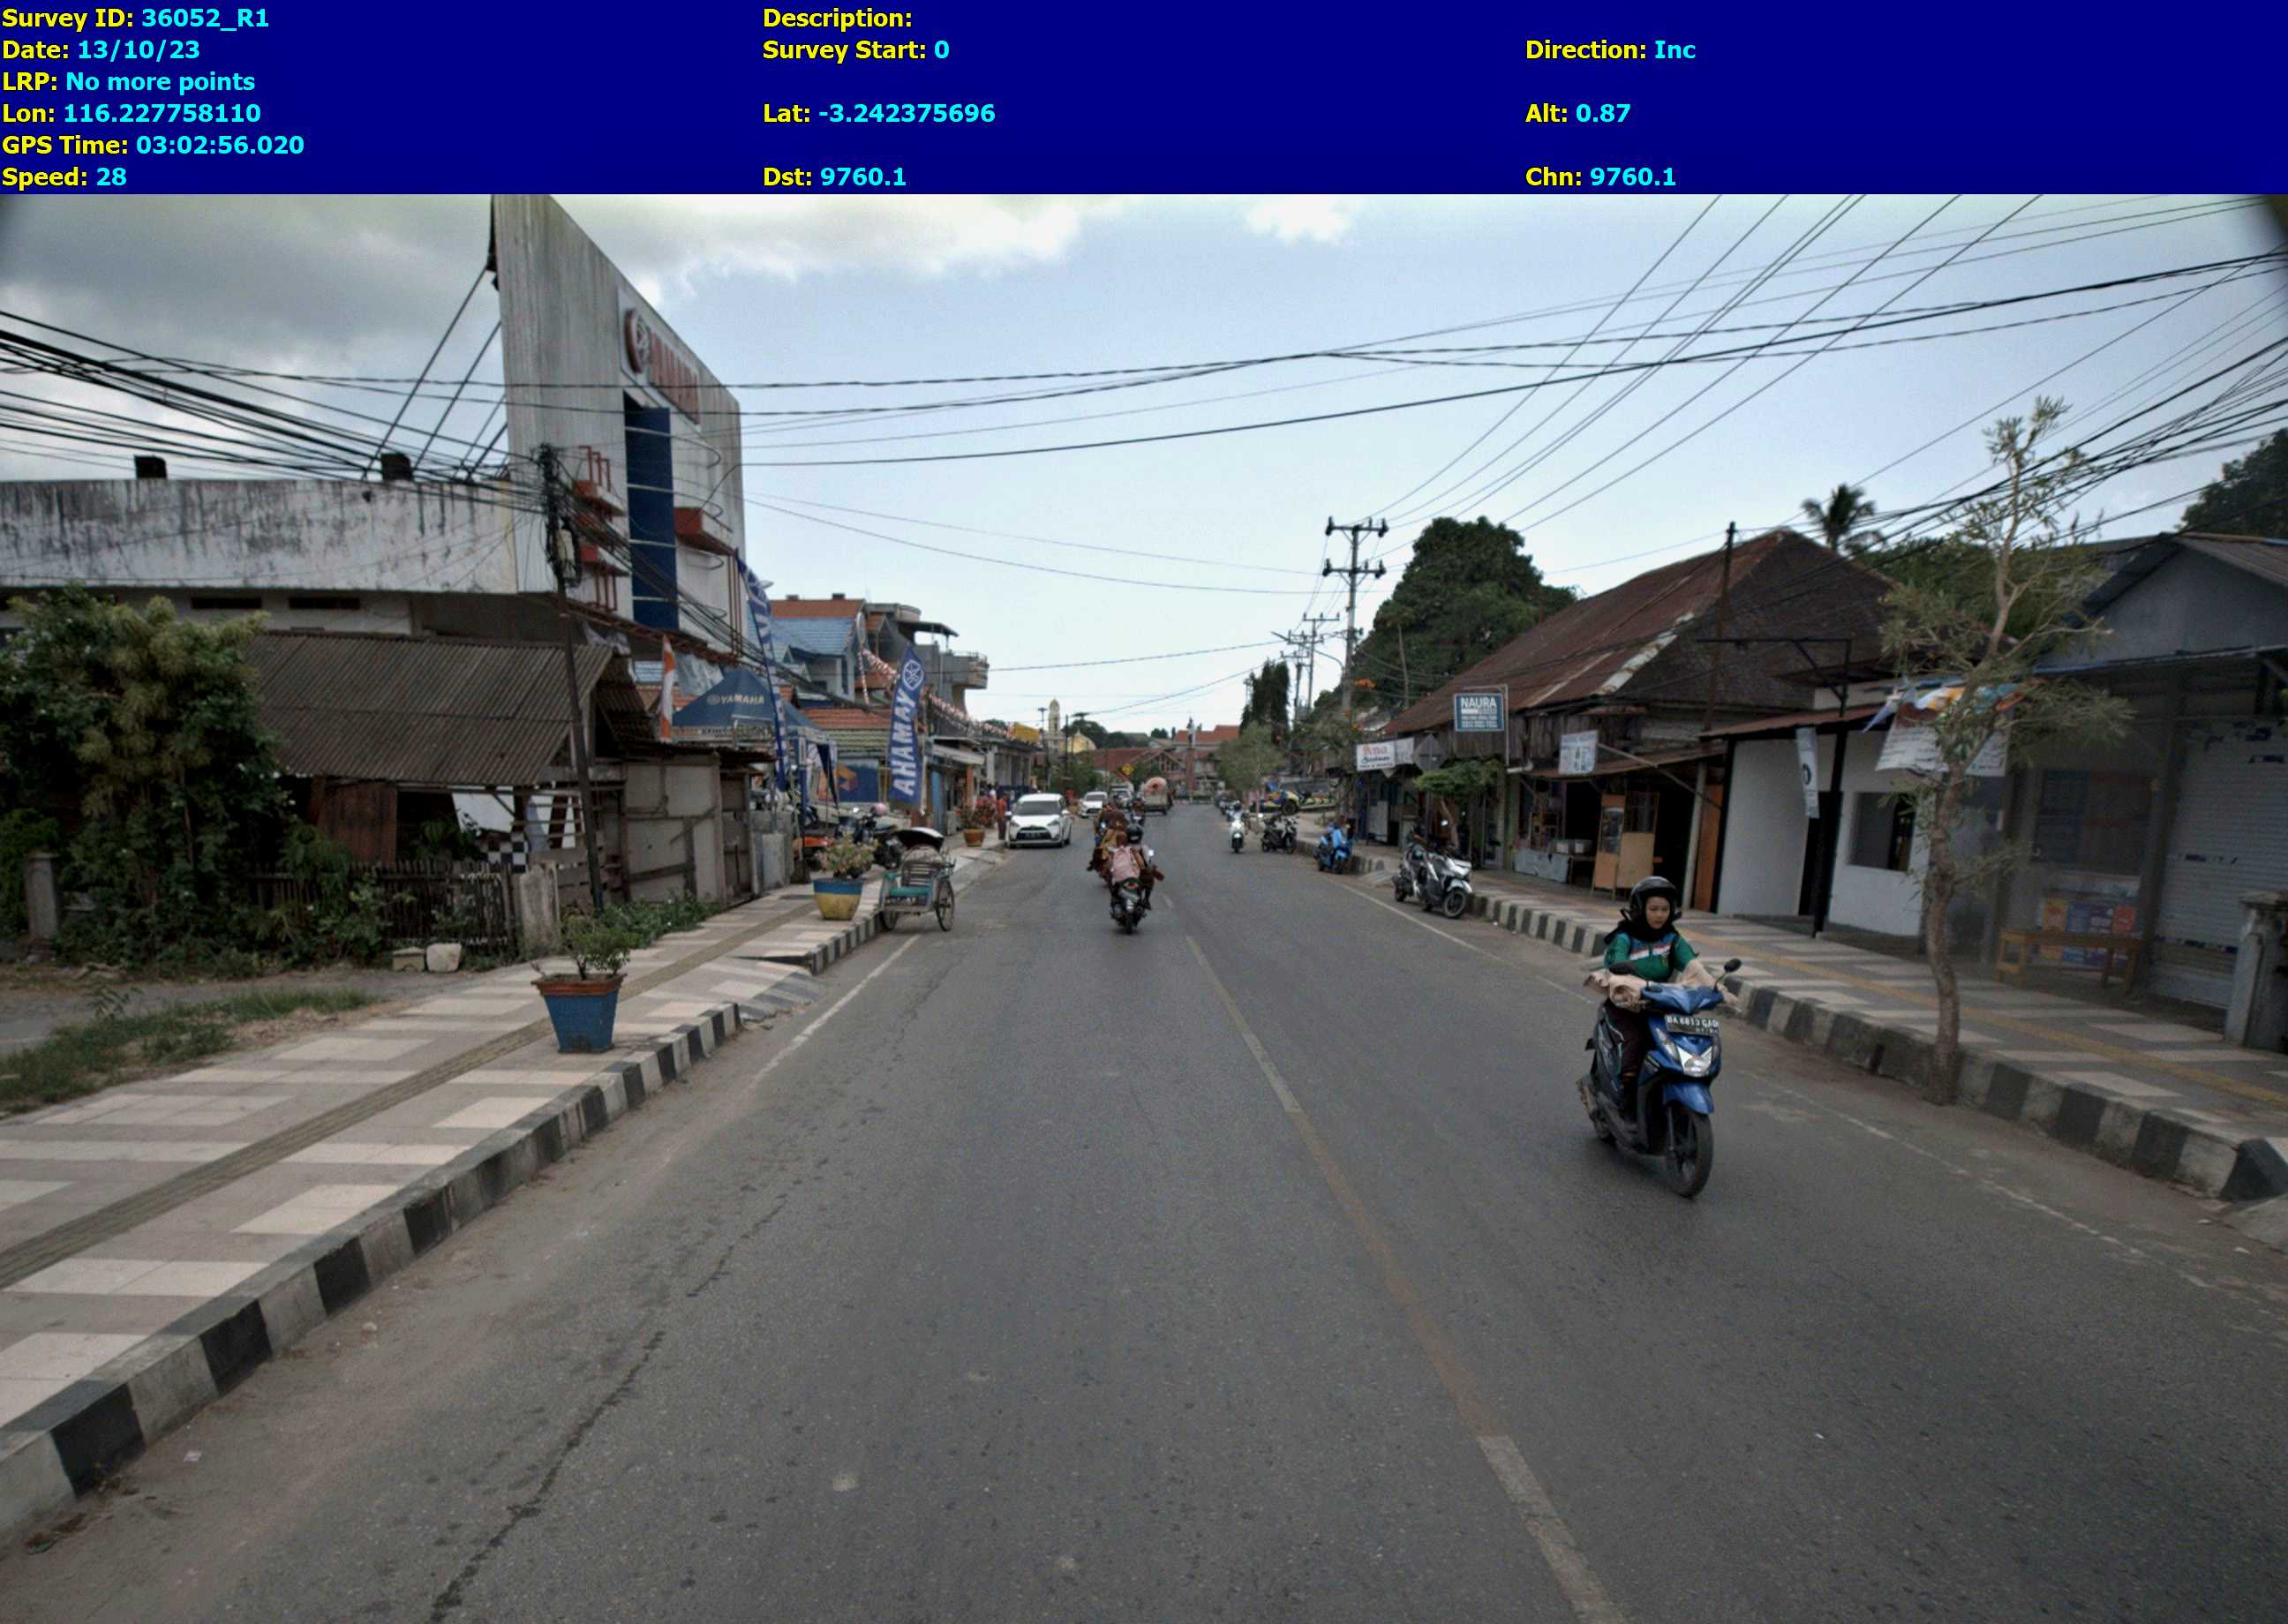 Survey ID: 36052_R1
Description:
Date: 13/10/23
Survey Start: 0
Direction: Inc
LRP: No more points
Lon: 116.227758110
Lat: -3.242375696
Alt: 0.87
GPS Time: 03:02:56.020
Speed: 28
Dst: 9760.1
Chn: 9760.1
YAMAHA
YAMAHA
NAURA